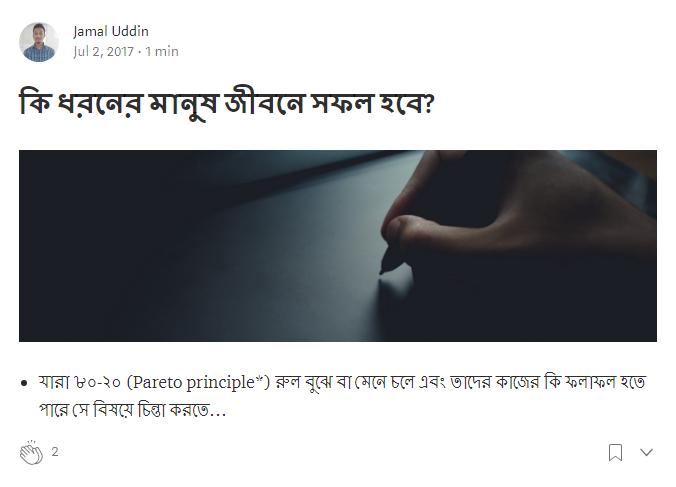 Jamal Uddin
Jul 2, 2017 · 1 min
কি ধরনের মানুষ জীবনে সফল হবে?
• যারা ৮০-২০ (Pareto principle*) রুল বুঝে বা মেনে চলে এবং তাদের কাজের কি ফলাফল হতে
পারে সে বিষয়ে চিন্তা করতে…
2